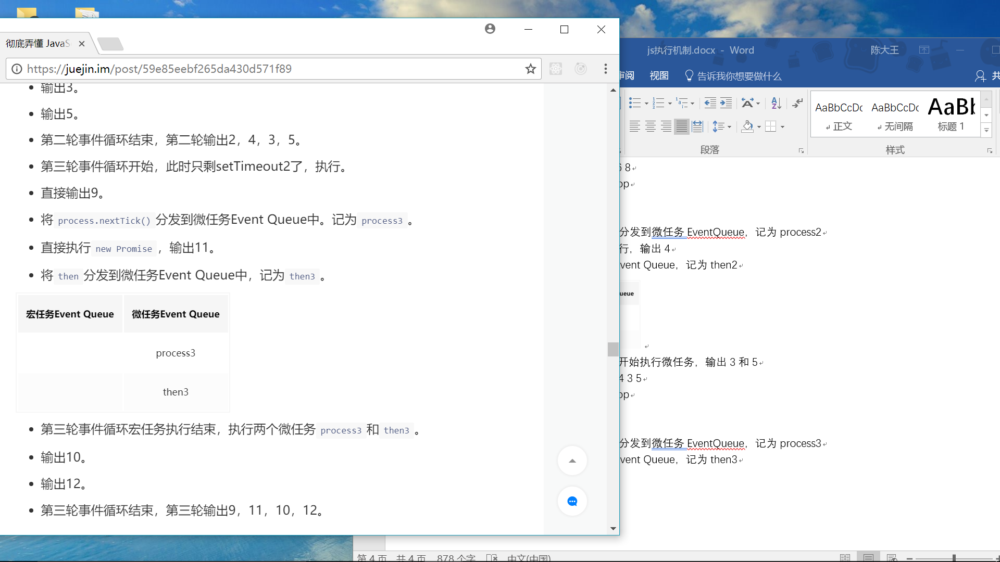 彻底弄懂 JavaS
https://juejin.im/post/59e85eebf265da430d571f89
输出3。
输出5。
第二轮事件循环结束，第二轮输出2，4，3，5。
第三轮事件循环开始，此时只剩setTimeout2了，执行。
直接输出9。
将 process.nextTick() 分发到微任务Event Queue中。记为 process3 。
直接执行 new Promise ，输出11。
将 then 分发到微任务Event Queue中，记为 then3 。
宏任务Event Queue 微任务Event Queue
process3
then3
第三轮事件循环宏任务执行结束，执行两个微任务 process3 和 then3 。
输出10。
输出12。
第三轮事件循环结束，第三轮输出9，11，10，12。
js执行机制.docx - Word 陈大王
审阅 视图 告诉我你想要做什么 共
AaBbCcDc AaBbCcDc AaBb
正文 无间隔 标题 1
段落 样式
6 8
op
分发到微任务 EventQueue，记为 process2
行，输出 4
vent Queue，记为 then2
ueue
开始执行微任务，输出 3 和 5
4 3 5
op
分发到微任务 EventQueue，记为 process3
vent Queue，记为 then3
第 4 页，共 4 页 878 个字 中文(中国)